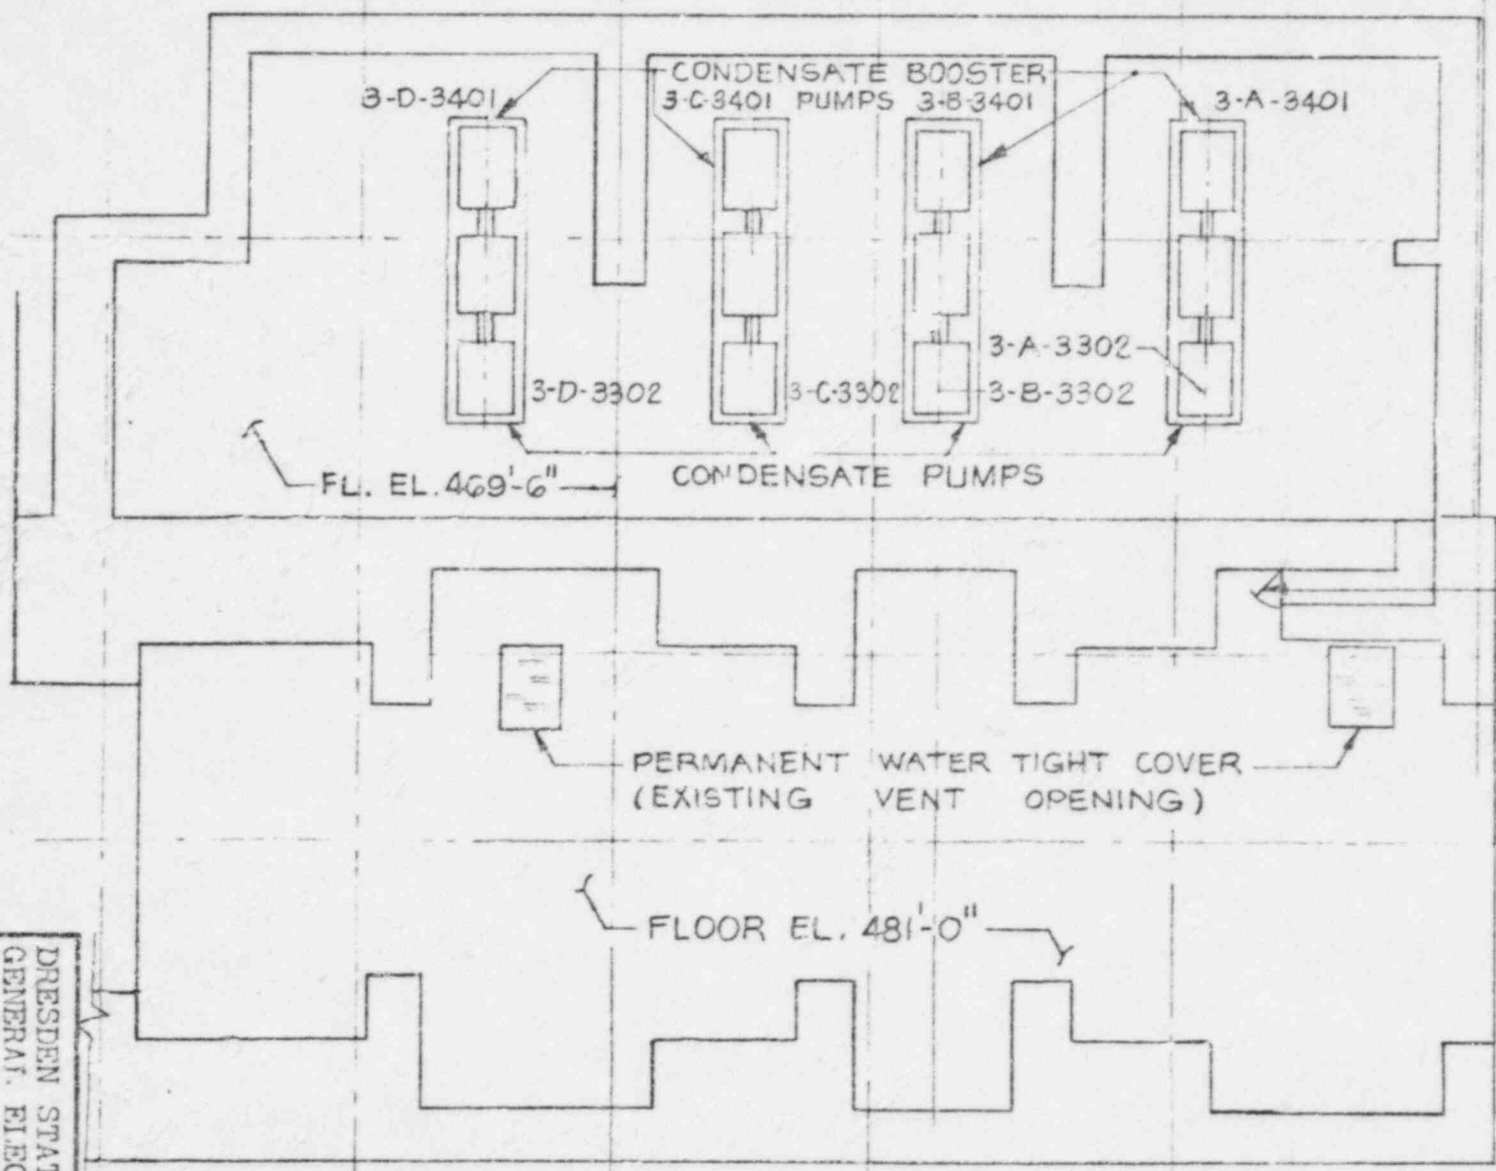 CONDENSATE BOOSTER
3-D-3401
3-C-3401 PUMPS 3-B-3401
3-A-3401
3-A-3302
3-D-3302
3-C-3302
3-B-3302
FL. EL. 469'-6"
CONDENSATE PUMPS
PERMANENT WATER TIGHT COVER
(EXISTING VENT OPENING)
FLOOR EL. 481'-0"
DRESDEN
GENERAL